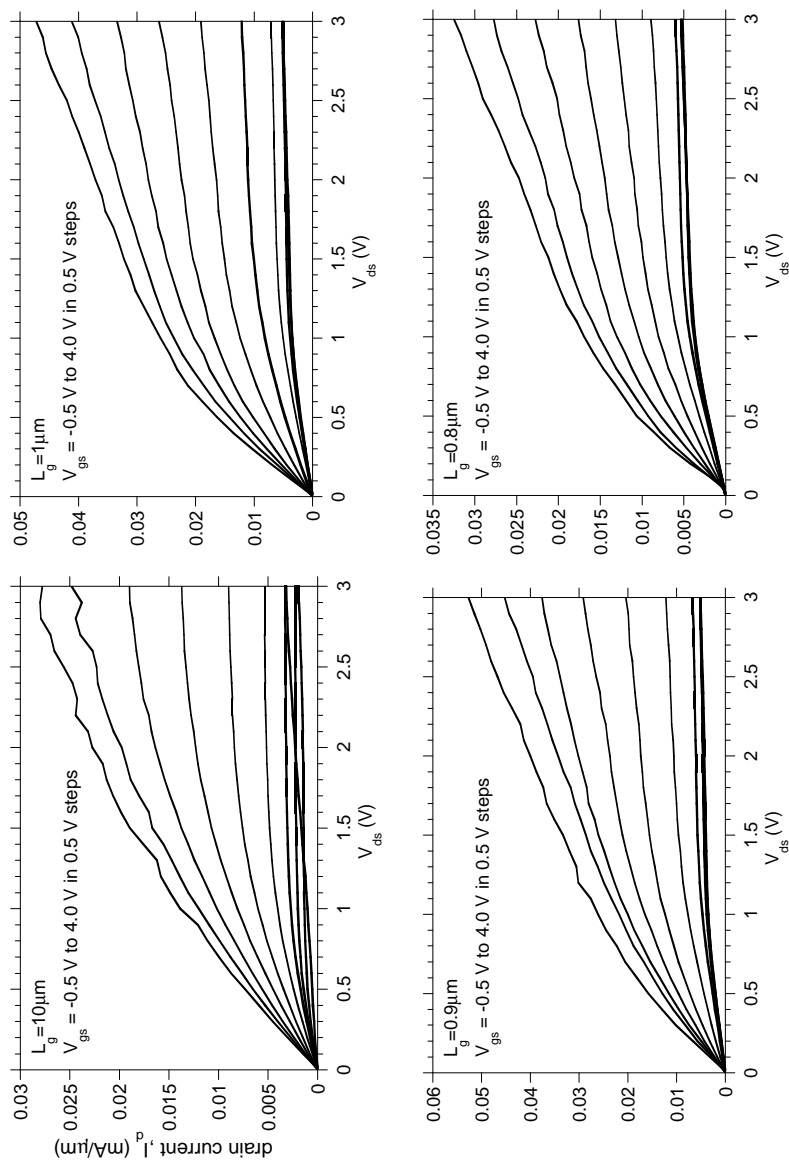 drain current, I_d (mA/µm)
0.03
0.025
0.02
0.015
0.01
0.005
0
L_g=10µm
V_gs = -0.5 V to 4.0 V in 0.5 V steps
0 0.5 1 1.5 2 2.5 3
V_ds (V)
0.05
0.04
0.03
0.02
0.01
0
L_g=1µm
V_gs = -0.5 V to 4.0 V in 0.5 V steps
0 0.5 1 1.5 2 2.5 3
V_ds (V)
0.06
0.05
0.04
0.03
0.02
0.01
0
L_g=0.9µm
V_gs = -0.5 V to 4.0 V in 0.5 V steps
0 0.5 1 1.5 2 2.5 3
V_ds (V)
0.035
0.03
0.025
0.02
0.015
0.01
0.005
0
L_g=0.8µm
V_gs = -0.5 V to 4.0 V in 0.5 V steps
0 0.5 1 1.5 2 2.5 3
V_ds (V)